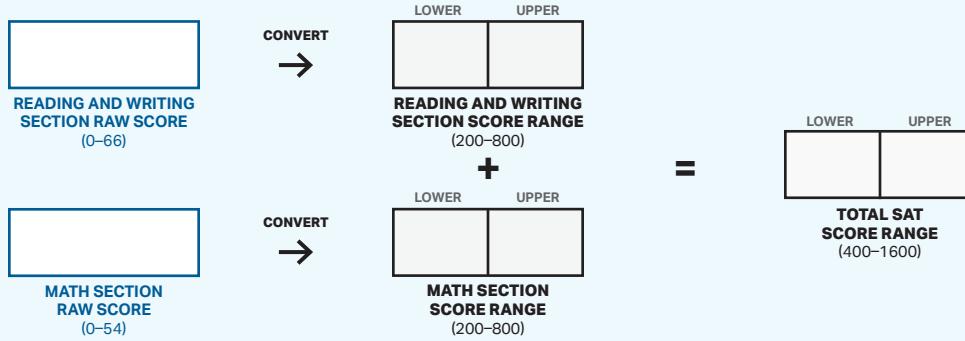 LOWER UPPER
CONVERT
READING AND WRITING
SECTION RAW SCORE
(0–66)
READING AND WRITING
SECTION SCORE RANGE
(200–800)
+
=
LOWER UPPER
TOTAL SAT
SCORE RANGE
(400–1600)
LOWER UPPER
CONVERT
MATH SECTION
RAW SCORE
(0–54)
MATH SECTION
SCORE RANGE
(200–800)